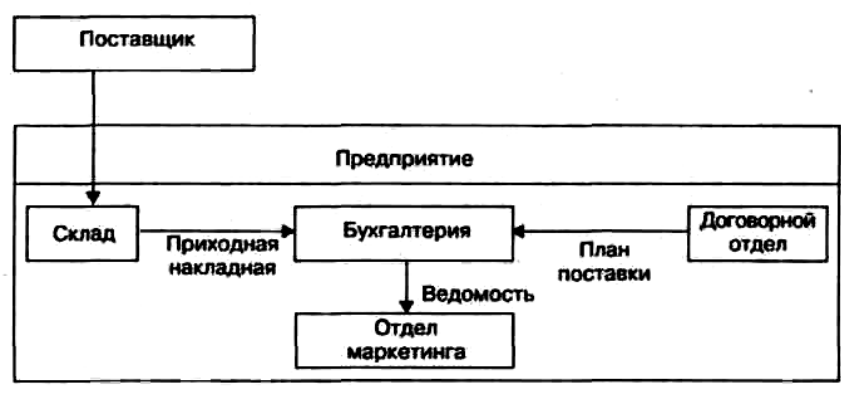 Поставщик
Предприятие
Склад
Приходная
накладная
Бухгалтерия
План
поставки
Договорной
отдел
Ведомость
Отдел
маркетинга